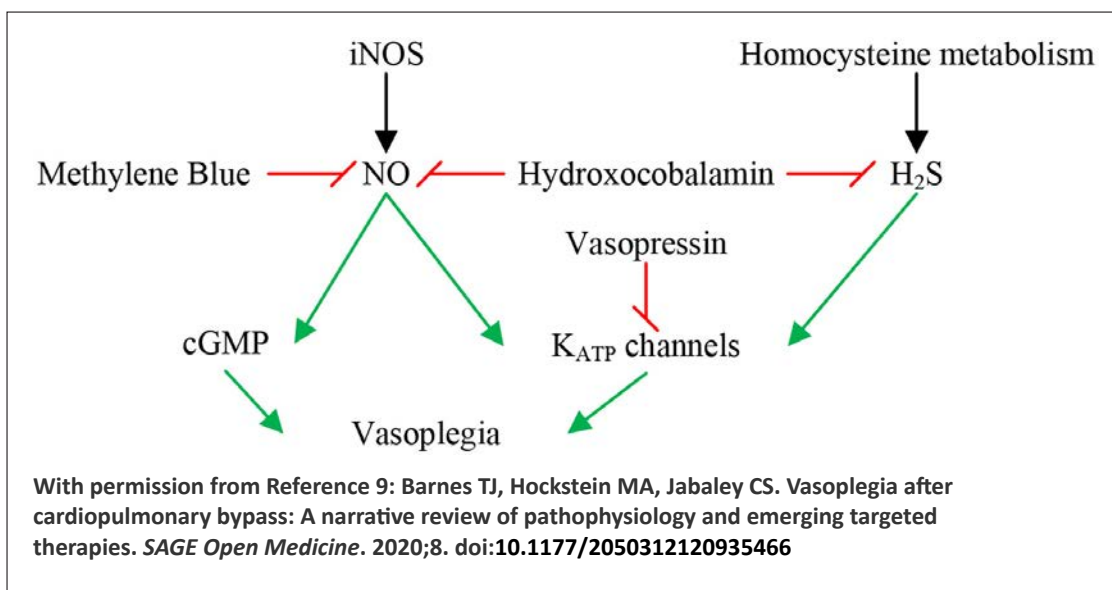 iNOS
Homocysteine metabolism
Methylene Blue
NO
Hydroxocobalamin
H₂S
Vasopressin
cGMP
K_ATP channels
Vasoplegia
With permission from Reference 9: Barnes TJ, Hockstein MA, Jabaley CS. Vasoplegia after
cardiopulmonary bypass: A narrative review of pathophysiology and emerging targeted
therapies. SAGE Open Medicine. 2020;8. doi:10.1177/2050312120935466